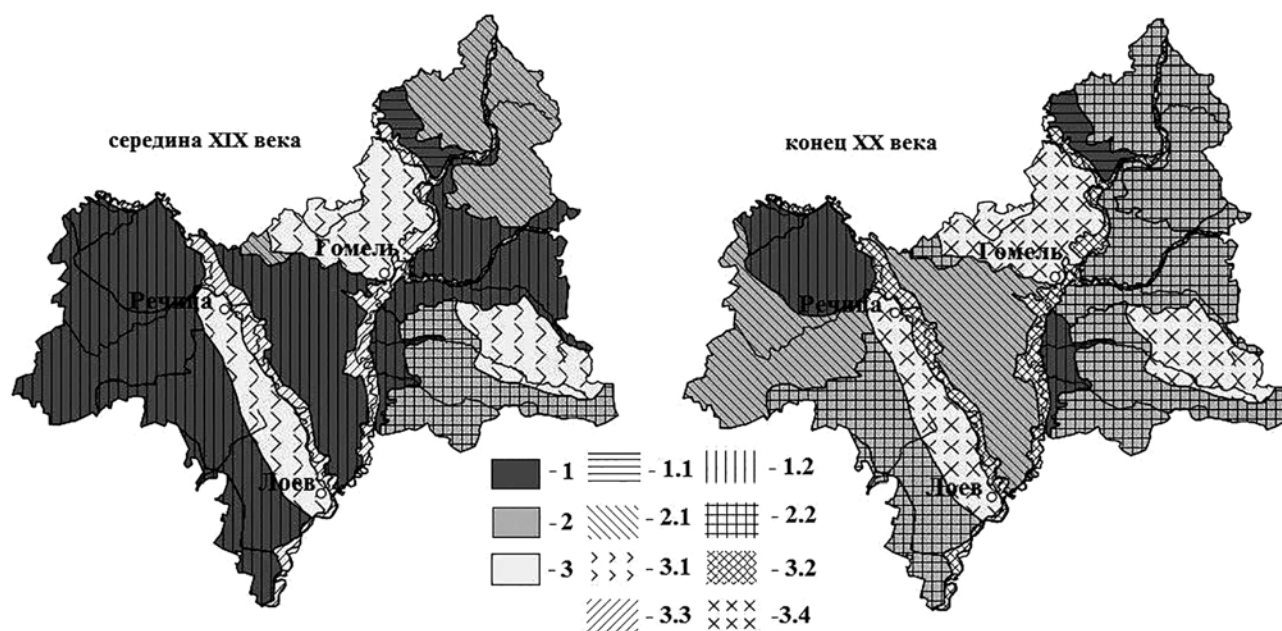 середина XIX века
конец XX века
Гомель
Речица
Лоев
Гомель
Речица
Лоев
- 1
- 1.1
- 1.2
- 2
- 2.1
- 2.2
- 3
- 3.1
- 3.2
- 3.3
-3.4